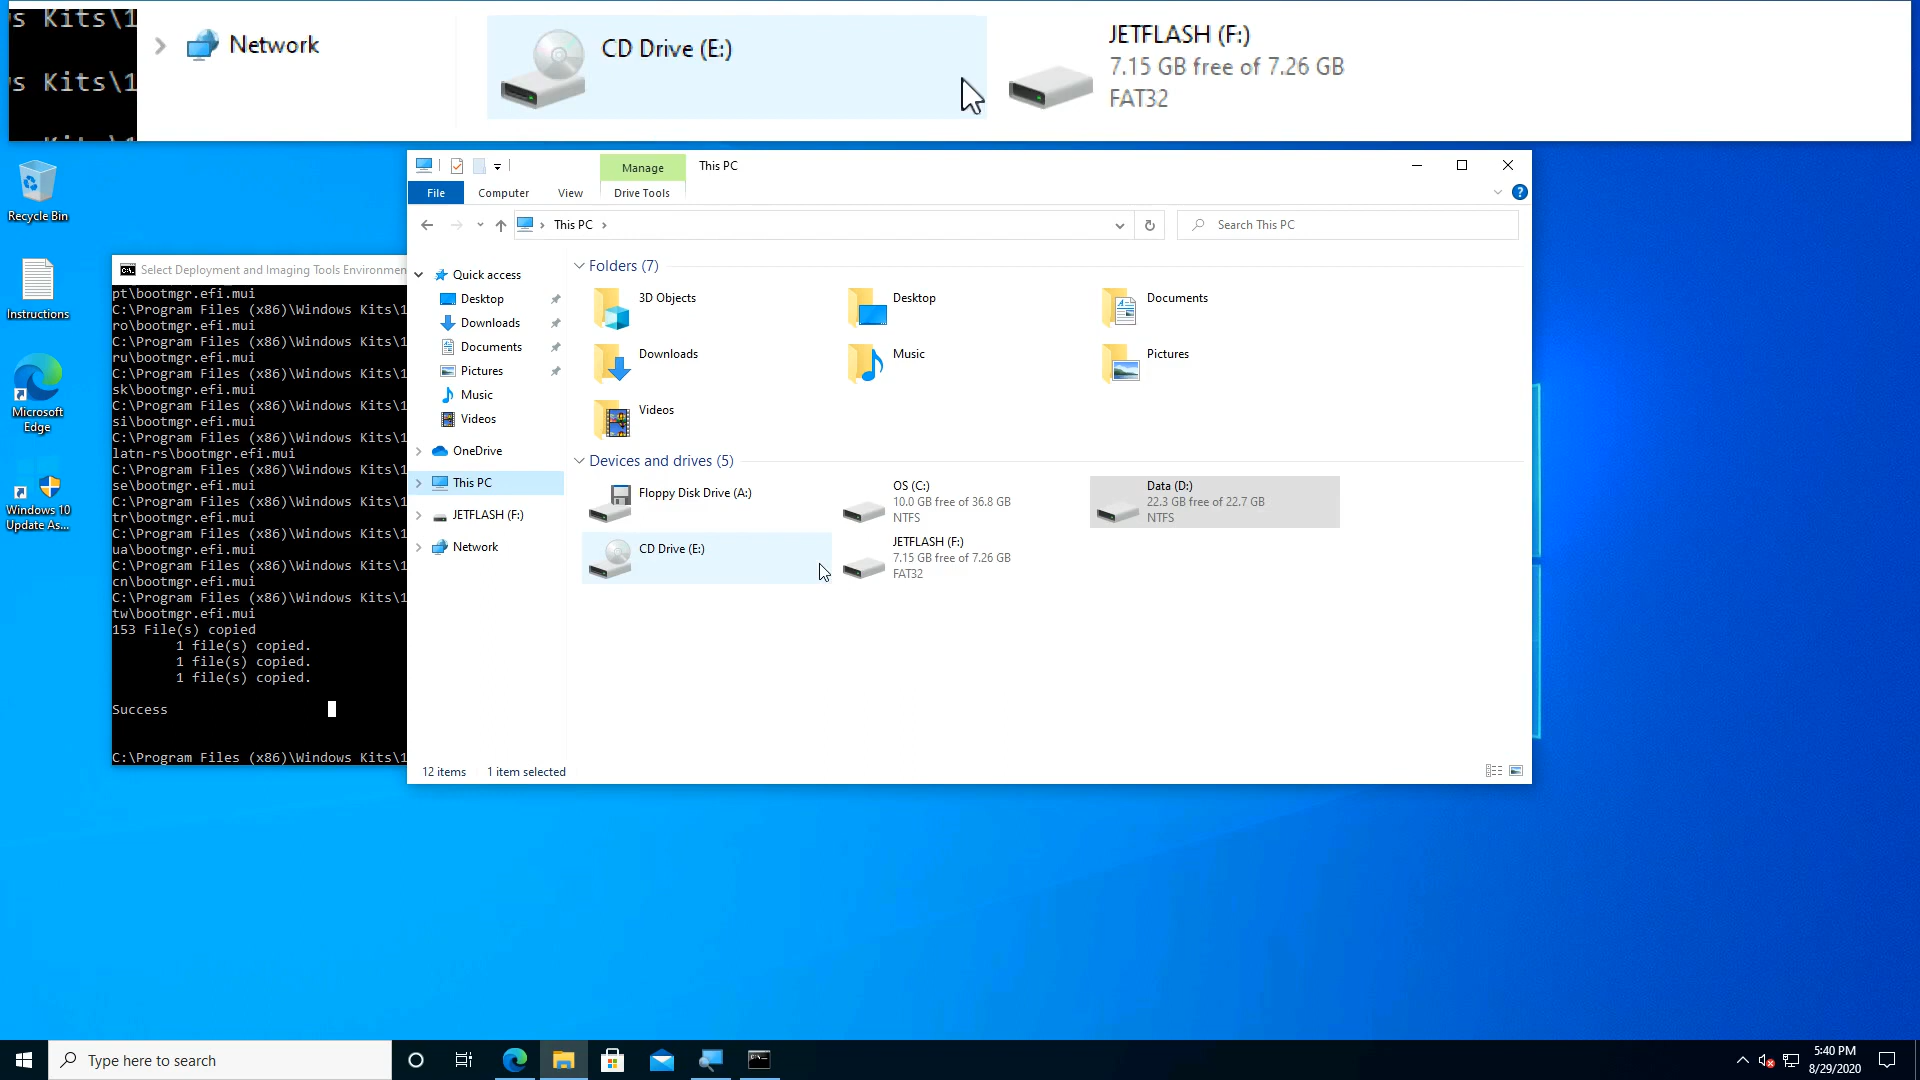 s Kits\1
s Kits\1
Network
CD Drive (E:)
JETFLASH (F:)
7.15 GB free of 7.26 GB
FAT32
Recycle Bin
Instructions
Microsoft
Edge
Windows 10
Update As...
Select Deployment and Imaging Tools Environmen
pt\bootmgr.efi.mui
C:\Program Files (x86)\Windows Kits\1
ro\bootmgr.efi.mui
C:\Program Files (x86)\Windows Kits\1
ru\bootmgr.efi.mui
C:\Program Files (x86)\Windows Kits\1
sk\bootmgr.efi.mui
C:\Program Files (x86)\Windows Kits\1
si\bootmgr.efi.mui
C:\Program Files (x86)\Windows Kits\1
latn-rs\bootmgr.efi.mui
C:\Program Files (x86)\Windows Kits\1
se\bootmgr.efi.mui
C:\Program Files (x86)\Windows Kits\1
tr\bootmgr.efi.mui
C:\Program Files (x86)\Windows Kits\1
ua\bootmgr.efi.mui
C:\Program Files (x86)\Windows Kits\1
cn\bootmgr.efi.mui
C:\Program Files (x86)\Windows Kits\1
tw\bootmgr.efi.mui
153 File(s) copied
1 file(s) copied.
1 file(s) copied.
1 file(s) copied.
Success
C:\Program Files (x86)\Windows Kits\1
Manage
This PC
File
Computer
View
Drive Tools
This PC
Search This PC
Quick access
Desktop
Downloads
Documents
Pictures
Music
Videos
OneDrive
This PC
JETFLASH (F:)
Network
Folders (7)
3D Objects
Desktop
Documents
Downloads
Music
Pictures
Videos
Devices and drives (5)
Floppy Disk Drive (A:)
OS (C:)
10.0 GB free of 36.8 GB
NTFS
Data (D:)
22.3 GB free of 22.7 GB
NTFS
CD Drive (E:)
JETFLASH (F:)
7.15 GB free of 7.26 GB
FAT32
12 items
1 item selected
Type here to search
5:40 PM
8/29/2020